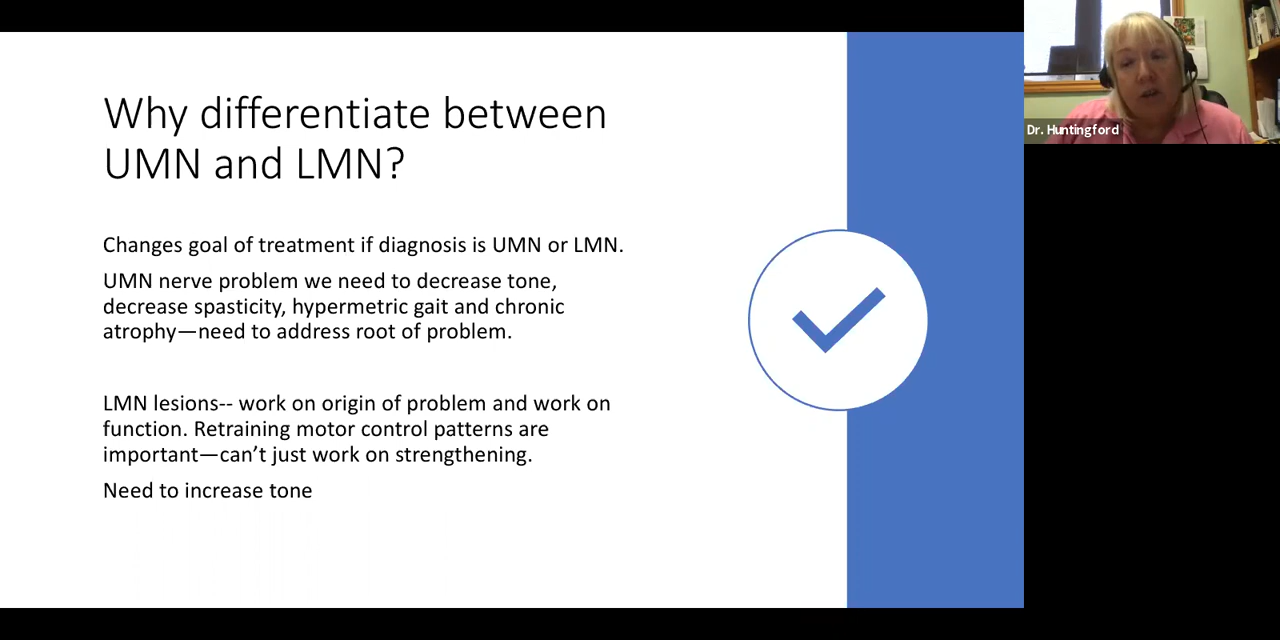 Why differentiate between
UMN and LMN?
Changes goal of treatment if diagnosis is UMN or LMN.
UMN nerve problem we need to decrease tone,
decrease spasticity, hypermetric gait and chronic
atrophy—need to address root of problem.
LMN lesions-- work on origin of problem and work on
function. Retraining motor control patterns are
important—can’t just work on strengthening.
Need to increase tone
Dr. Huntingford